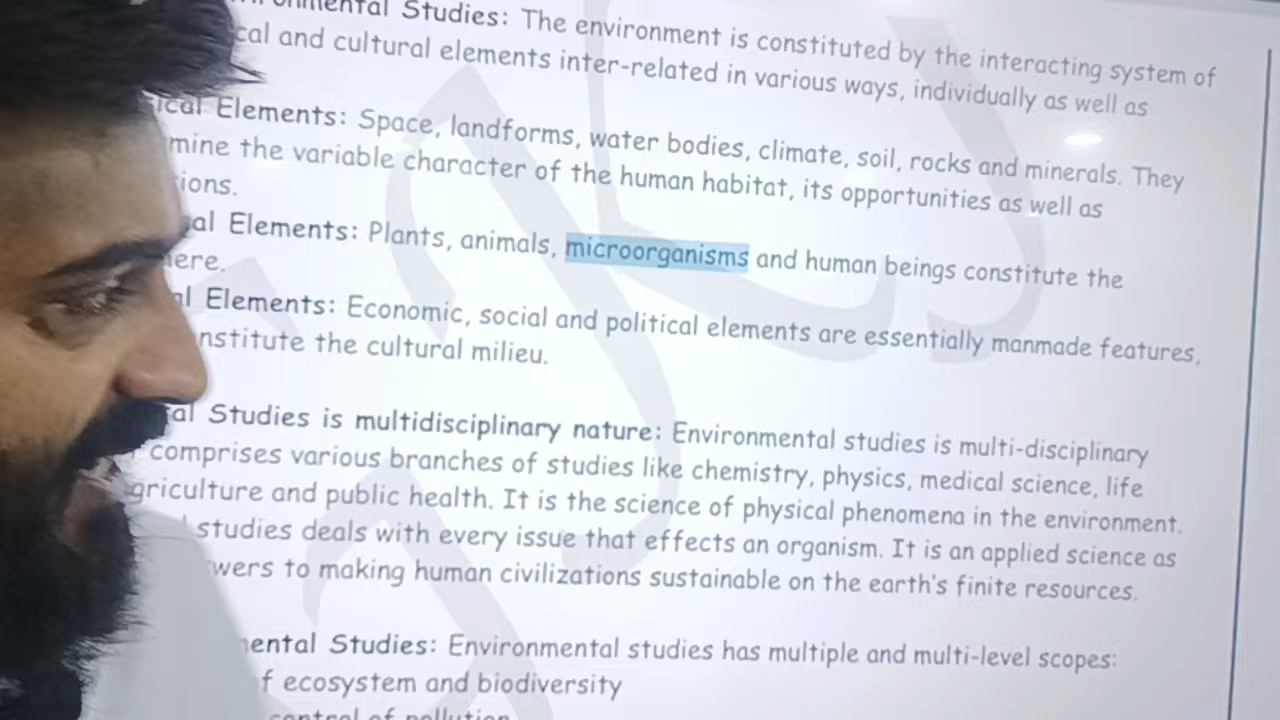 Studies: The environment is constituted by the interacting system of
and cultural elements inter-related in various ways, individually as well as
Elements: Space, landforms, water bodies, climate, soil, rocks and minerals. They
mine the variable character of the human habitat, its opportunities as well as
ions.
al Elements: Plants, animals, microorganisms and human beings constitute the
ere.
al Elements: Economic, social and political elements are essentially manmade features,
nstitute the cultural milieu.
al Studies is multidisciplinary nature: Environmental studies is multi-disciplinary
comprises various branches of studies like chemistry, physics, medical science, life
griculture and public health. It is the science of physical phenomena in the environment.
studies deals with every issue that effects an organism. It is an applied science as
wers to making human civilizations sustainable on the earth's finite resources.
ental Studies: Environmental studies has multiple and multi-level scopes:
f ecosystem and biodiversity
control of pollution